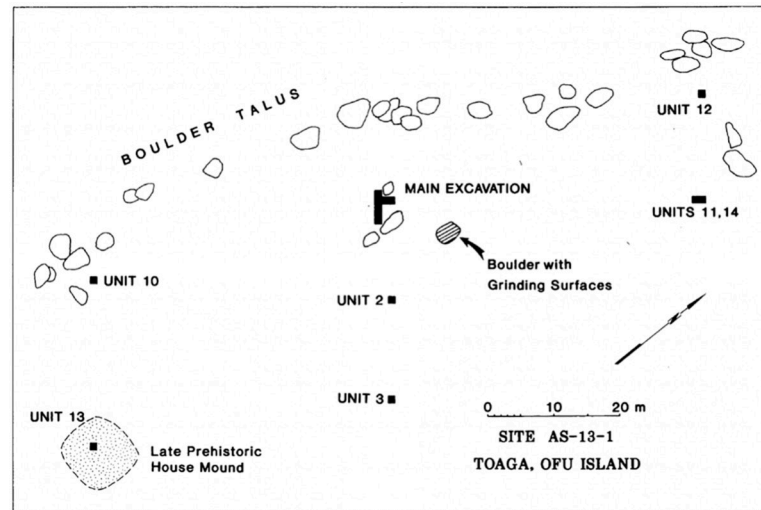 BOULDER TALUS
UNIT 12
MAIN EXCAVATION
UNITS 11,14
Boulder with
Grinding Surfaces
UNIT 10
UNIT 2
UNIT 3
UNIT 13
Late Prehistoric
House Mound
0 10 20 m
SITE AS-13-1
TOAGA, OFU ISLAND